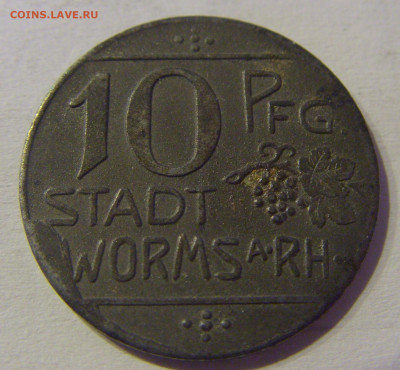 COINS.LAVE.RU
10 PFG.
STADT
WORMS A·RH·